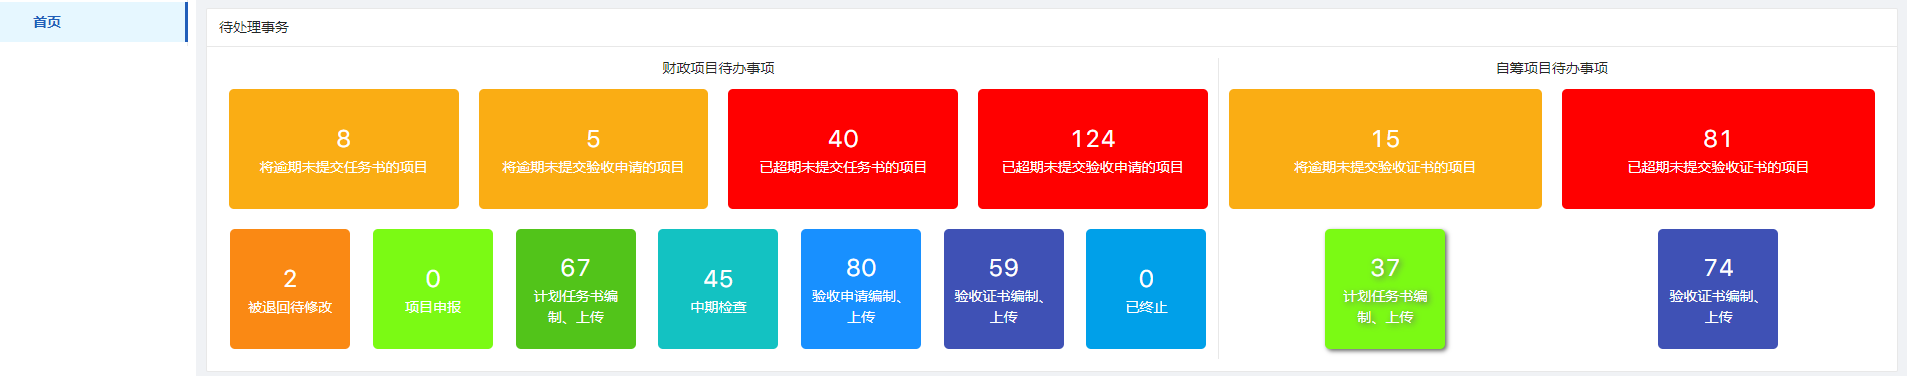 首页
待处理事务
财政项目待办事项
8
将逾期未提交任务书的项目
5
将逾期未提交验收申请的项目
40
已超期未提交任务书的项目
124
已超期未提交验收申请的项目
2
被退回待修改
0
项目申报
67
计划任务书编
制、上传
45
中期检查
80
验收申请编制、
上传
59
验收证书编制、
上传
0
已终止
自筹项目待办事项
15
将逾期未提交验收证书的项目
81
已超期未提交验收证书的项目
37
计划任务书编
制、上传
74
验收证书编制、
上传